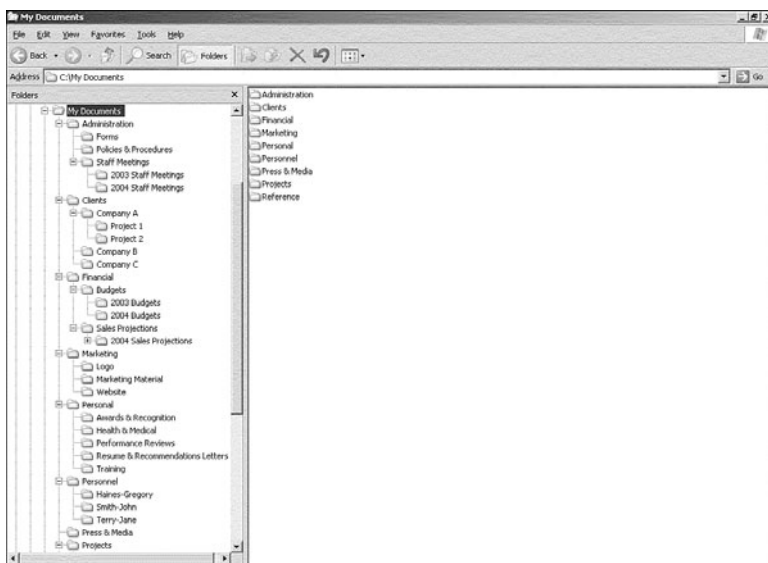 My Documents
File Edit View Favorites Tools Help
Back Search Folders
Address C:\My Documents Go
Folders
My Documents
Administration
Forms
Policies & Procedures
Staff Meetings
2003 Staff Meetings
2004 Staff Meetings
Clients
Company A
Project 1
Project 2
Company B
Company C
Financial
Budgets
2003 Budgets
2004 Budgets
Sales Projections
2004 Sales Projections
Marketing
Logo
Marketing Material
Website
Personal
Awards & Recognition
Health & Medical
Performance Reviews
Resume & Recommendations Letters
Training
Personnel
Haines-Gregory
Smith-John
Terry-Jane
Press & Media
Projects
Administration
Clients
Financial
Marketing
Personal
Personnel
Press & Media
Projects
Reference